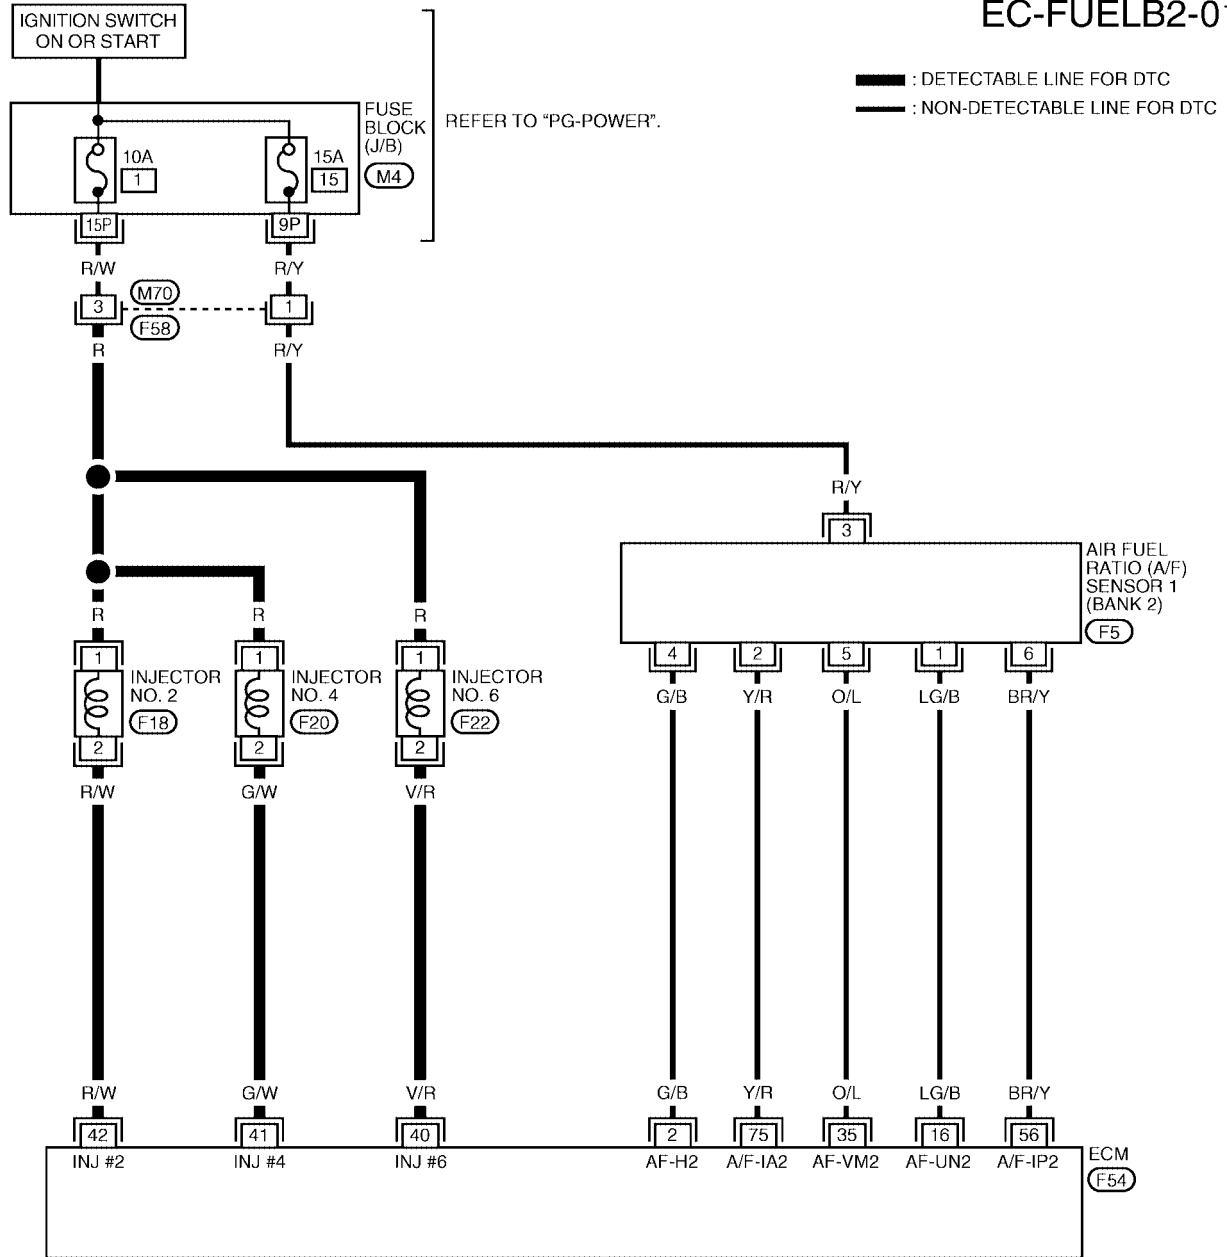 EC-FUELB2-01
IGNITION SWITCH
ON OR START
: DETECTABLE LINE FOR DTC
: NON-DETECTABLE LINE FOR DTC
FUSE
BLOCK
(J/B)
M4
REFER TO “PG-POWER”.
10A
1
15A
15
15P
9P
R/W
R/Y
3
M70
F58
1
R
R/Y
R/Y
3
AIR FUEL
RATIO (A/F)
SENSOR 1
(BANK 2)
F5
R
R
R
1
INJECTOR
NO. 2
F18
2
1
INJECTOR
NO. 4
F20
2
1
INJECTOR
NO. 6
F22
2
4
2
5
1
6
G/B
Y/R
O/L
LG/B
BR/Y
R/W
G/W
V/R
R/W
G/W
V/R
G/B
Y/R
O/L
LG/B
BR/Y
42
41
40
2
75
35
16
56
INJ #2
INJ #4
INJ #6
AF-H2
A/F-IA2
AF-VM2
AF-UN2
A/F-IP2
ECM
F54